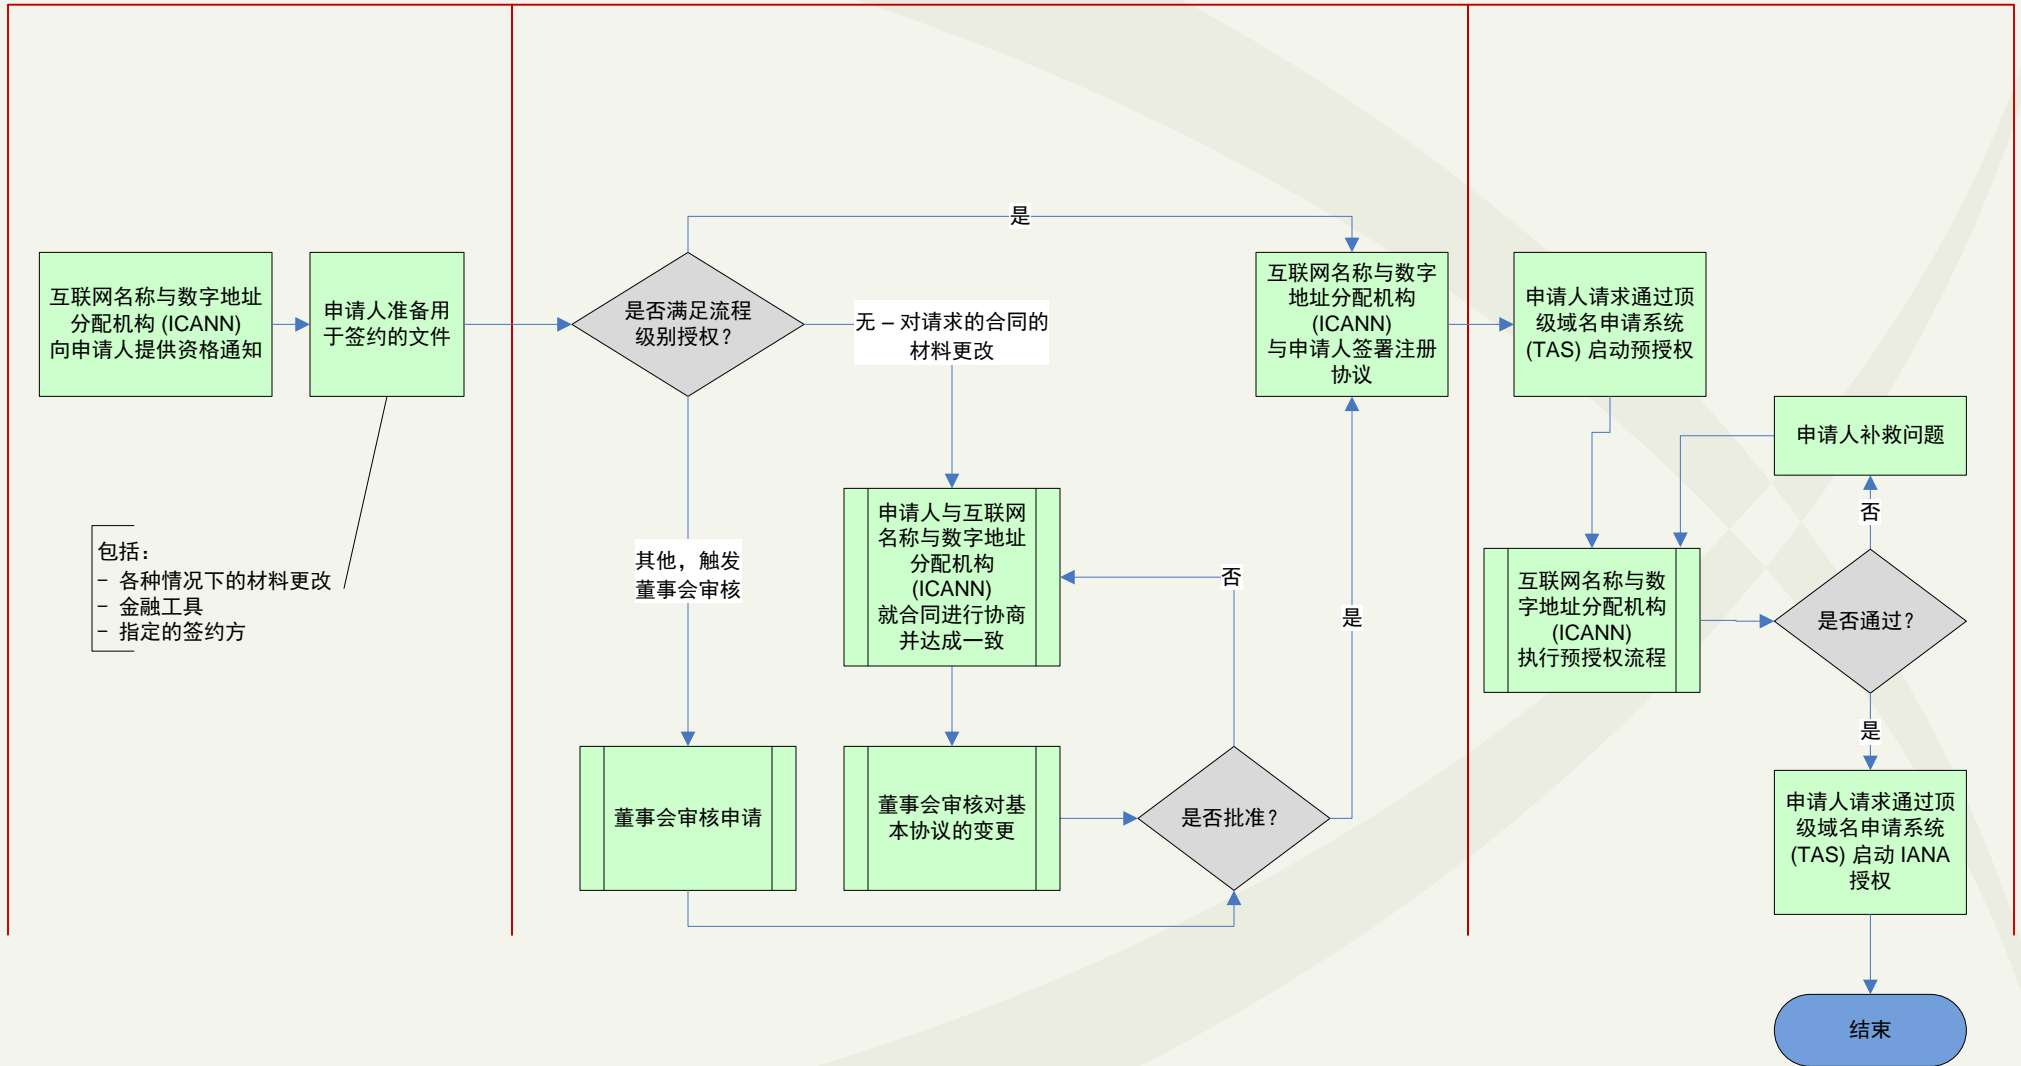 互联网名称与数字地址
分配机构 (ICANN)
向申请人提供资格通知
申请人准备用
于签约的文件
包括：
- 各种情况下的材料更改
- 金融工具
- 指定的签约方
是否满足流程
级别授权？
是
无 – 对请求的合同的
材料更改
其他，触发
董事会审核
申请人与互联网
名称与数字地址
分配机构
(ICANN)
就合同进行协商
并达成一致
董事会审核申请
董事会审核对基
本协议的变更
是否批准？
否
是
互联网名称与数字
地址分配机构
(ICANN)
与申请人签署注册
协议
申请人请求通过顶
级域名申请系统
(TAS) 启动预授权
申请人补救问题
否
互联网名称与数
字地址分配机构
(ICANN)
执行预授权流程
是否通过？
是
申请人请求通过顶
级域名申请系统
(TAS) 启动 IANA
授权
结束